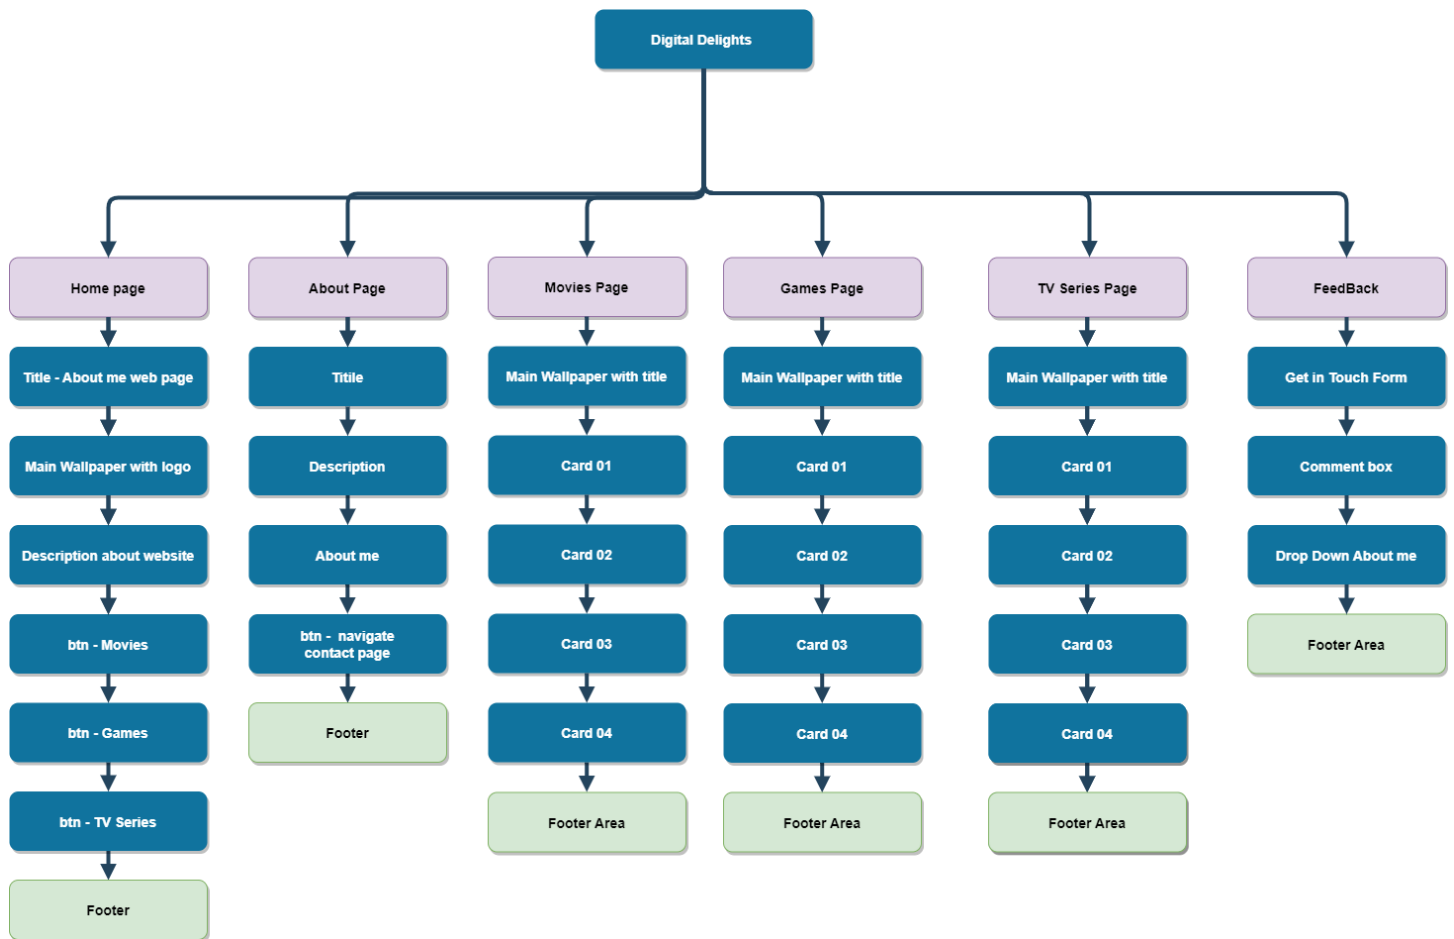 Digital Delights
Home page
Title - About me web page
Main Wallpaper with logo
Description about website
btn - Movies
btn - Games
btn - TV Series
Footer
About Page
Titile
Description
About me
btn -  navigate
contact page
Footer
Movies Page
Main Wallpaper with title
Card 01
Card 02
Card 03
Card 04
Footer Area
Games Page
Main Wallpaper with title
Card 01
Card 02
Card 03
Card 04
Footer Area
TV Series Page
Main Wallpaper with title
Card 01
Card 02
Card 03
Card 04
Footer Area
FeedBack
Get in Touch Form
Comment box
Drop Down About me
Footer Area